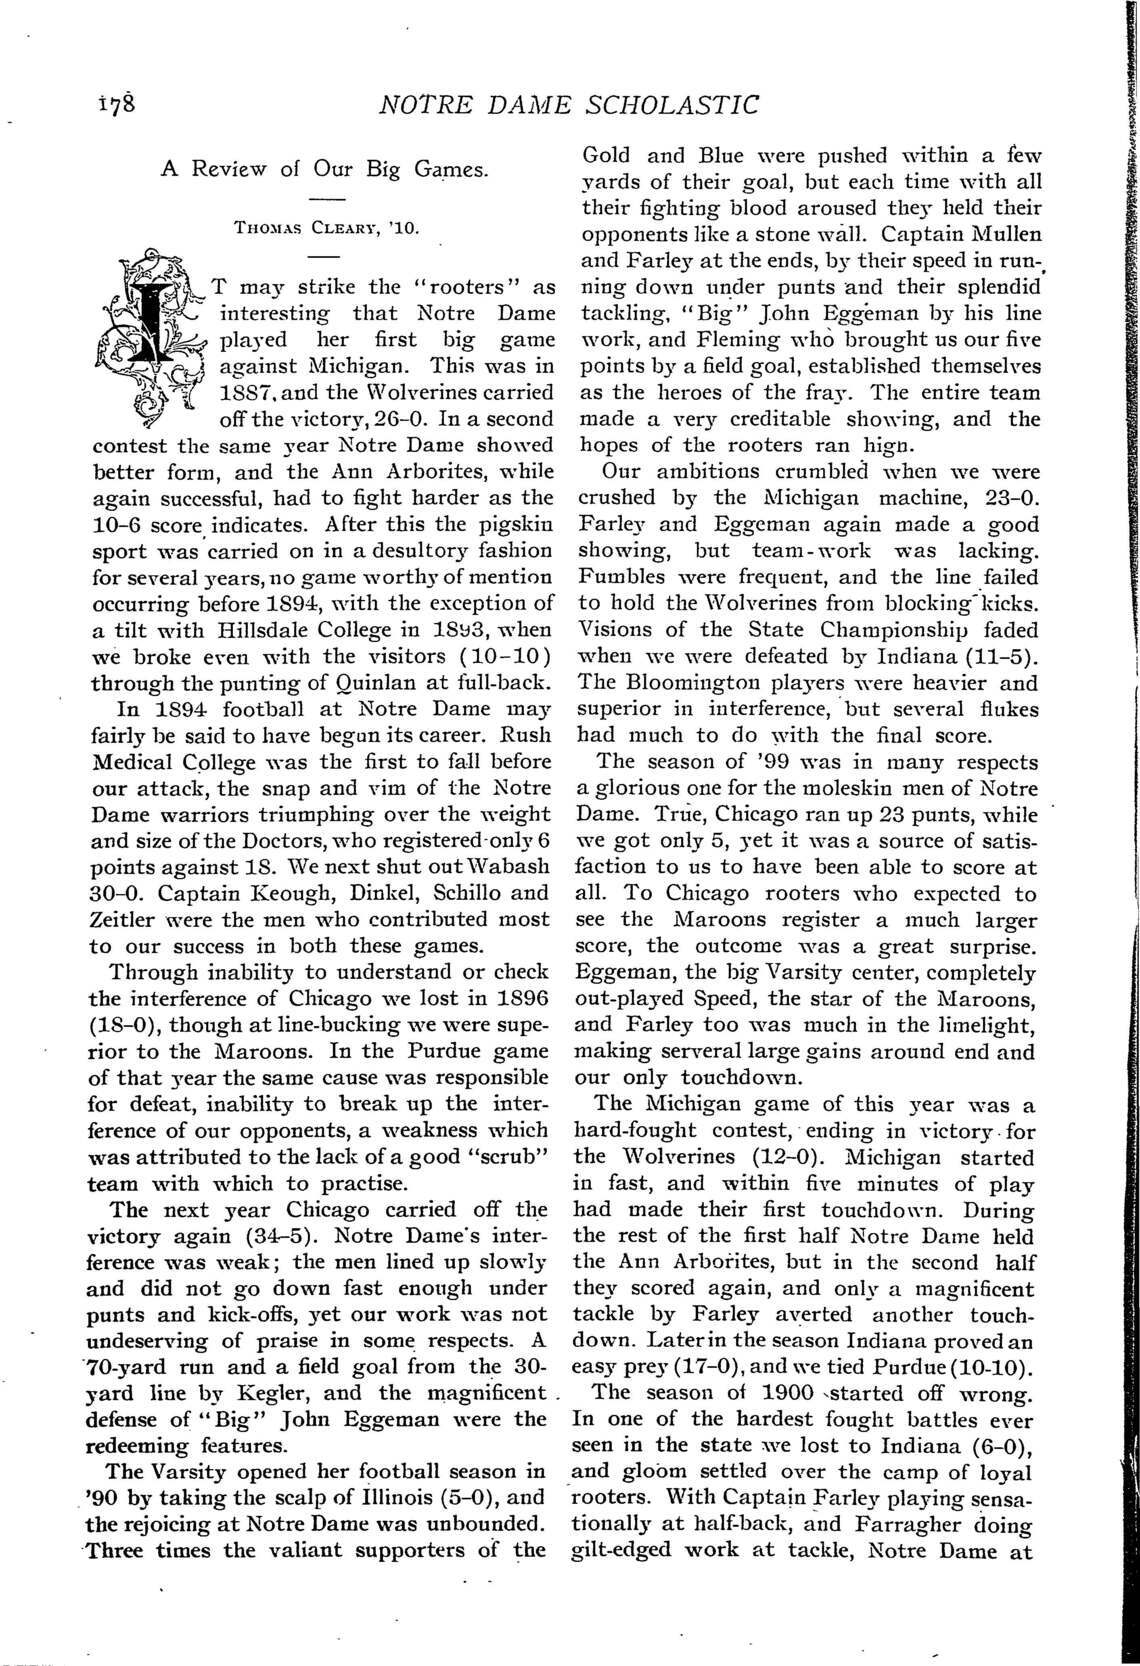 178
NOTRE DAME SCHOLASTIC
A Review of Our Big Games.
THOMAS CLEARY, '10.
IT may strike the "rooters" as
interesting that Notre Dame
played her first big game
against Michigan. This was in
1887, and the Wolverines carried
off the victory, 26–0. In a second
contest the same year Notre Dame showed
better form, and the Ann Arborites, while
again successful, had to fight harder as the
10–6 score indicates. After this the pigskin
sport was carried on in a desultory fashion
for several years, no game worthy of mention
occurring before 1894, with the exception of
a tilt with Hillsdale College in 1893, when
we broke even with the visitors (10–10)
through the punting of Quinlan at full-back.
In 1894 football at Notre Dame may
fairly be said to have begun its career. Rush
Medical College was the first to fall before
our attack, the snap and vim of the Notre
Dame warriors triumphing over the weight
and size of the Doctors, who registered only 6
points against 18. We next shut out Wabash
30–0. Captain Keough, Dinkel, Schillo and
Zeitler were the men who contributed most
to our success in both these games.
Through inability to understand or check
the interference of Chicago we lost in 1896
(18–0), though at line-bucking we were supe-
rior to the Maroons. In the Purdue game
of that year the same cause was responsible
for defeat, inability to break up the inter-
ference of our opponents, a weakness which
was attributed to the lack of a good "scrub"
team with which to practise.
The next year Chicago carried off the
victory again (34–5). Notre Dame's inter-
ference was weak; the men lined up slowly
and did not go down fast enough under
punts and kick-offs, yet our work was not
undeserving of praise in some respects. A
70-yard run and a field goal from the 30-
yard line by Kegler, and the magnificent
defense of "Big" John Eggeman were the
redeeming features.
The Varsity opened her football season in
'90 by taking the scalp of Illinois (5–0), and
the rejoicing at Notre Dame was unbounded.
Three times the valiant supporters of the
Gold and Blue were pushed within a few
yards of their goal, but each time with all
their fighting blood aroused they held their
opponents like a stone wall. Captain Mullen
and Farley at the ends, by their speed in run-
ning down under punts and their splendid
tackling, "Big" John Eggeman by his line
work, and Fleming who brought us our five
points by a field goal, established themselves
as the heroes of the fray. The entire team
made a very creditable showing, and the
hopes of the rooters ran hign.
Our ambitions crumbled when we were
crushed by the Michigan machine, 23–0.
Farley and Eggeman again made a good
showing, but team-work was lacking.
Fumbles were frequent, and the line failed
to hold the Wolverines from blocking kicks.
Visions of the State Championship faded
when we were defeated by Indiana (11–5).
The Bloomington players were heavier and
superior in interference, but several flukes
had much to do with the final score.
The season of '99 was in many respects
a glorious one for the moleskin men of Notre
Dame. True, Chicago ran up 23 punts, while
we got only 5, yet it was a source of satis-
faction to us to have been able to score at
all. To Chicago rooters who expected to
see the Maroons register a much larger
score, the outcome was a great surprise.
Eggeman, the big Varsity center, completely
out-played Speed, the star of the Maroons,
and Farley too was much in the limelight,
making serveral large gains around end and
our only touchdown.
The Michigan game of this year was a
hard-fought contest, ending in victory for
the Wolverines (12–0). Michigan started
in fast, and within five minutes of play
had made their first touchdown. During
the rest of the first half Notre Dame held
the Ann Arborites, but in the second half
they scored again, and only a magnificent
tackle by Farley averted another touch-
down. Later in the season Indiana proved an
easy prey (17–0), and we tied Purdue (10-10).
The season of 1900 started off wrong.
In one of the hardest fought battles ever
seen in the state we lost to Indiana (6–0),
and gloom settled over the camp of loyal
rooters. With Captain Farley playing sensa-
tionally at half-back, and Farragher doing
gilt-edged work at tackle, Notre Dame at